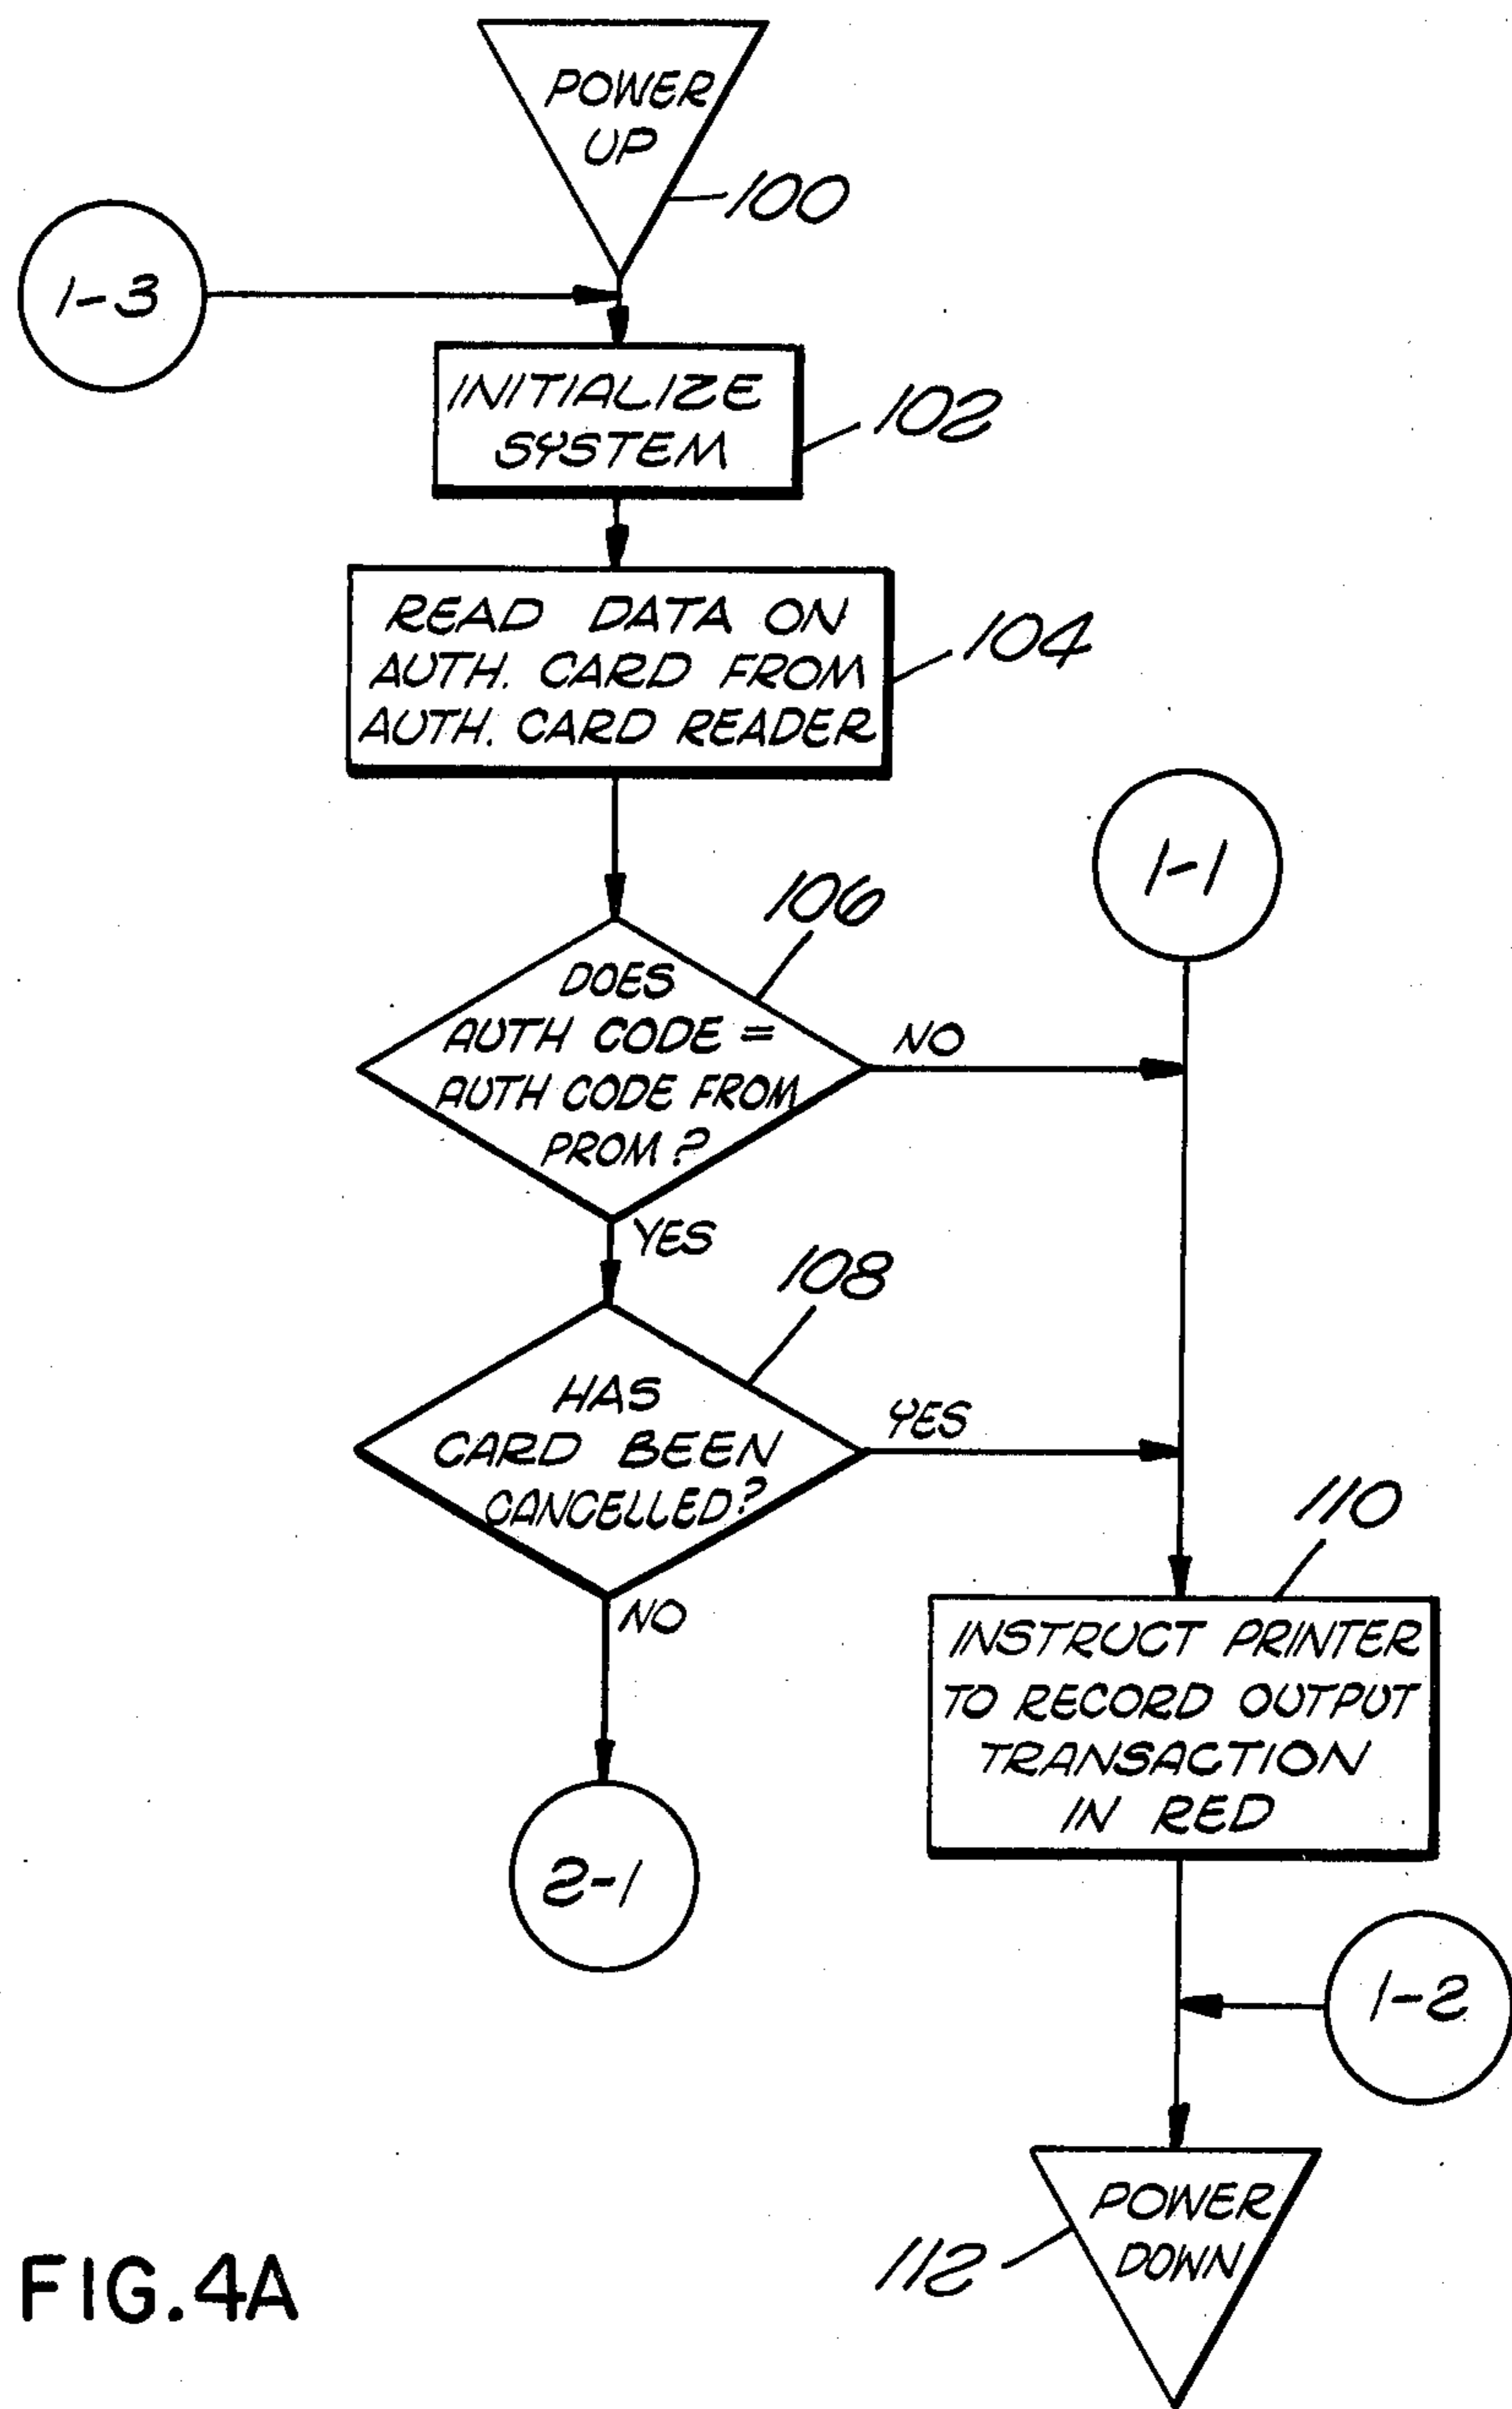 POWER
UP
100
1-3
INITIALIZE
SYSTEM
102
READ DATA ON
AUTH. CARD FROM
AUTH. CARD READER
104
1-1
106
DOES
AUTH CODE =
AUTH CODE FROM
PROM?
NO
YES
108
HAS
CARD BEEN
CANCELLED?
YES
NO
110
INSTRUCT PRINTER
TO RECORD OUTPUT
TRANSACTION
IN RED
2-1
1-2
POWER
DOWN
112
FIG. 4A